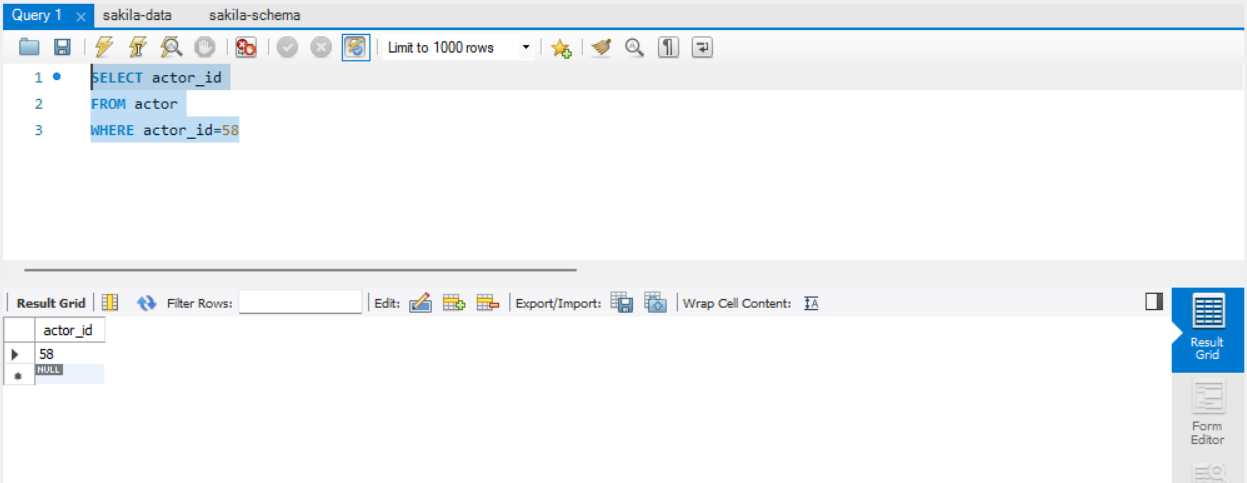 Query 1 sakila-data sakila-schema
Limit to 1000 rows
1 SELECT actor_id
2 FROM actor
3 WHERE actor_id=58
Result Grid Filter Rows: Edit: Export/Import: Wrap Cell Content: IA
actor_id
58
NULL
Result
Grid
Form
Editor